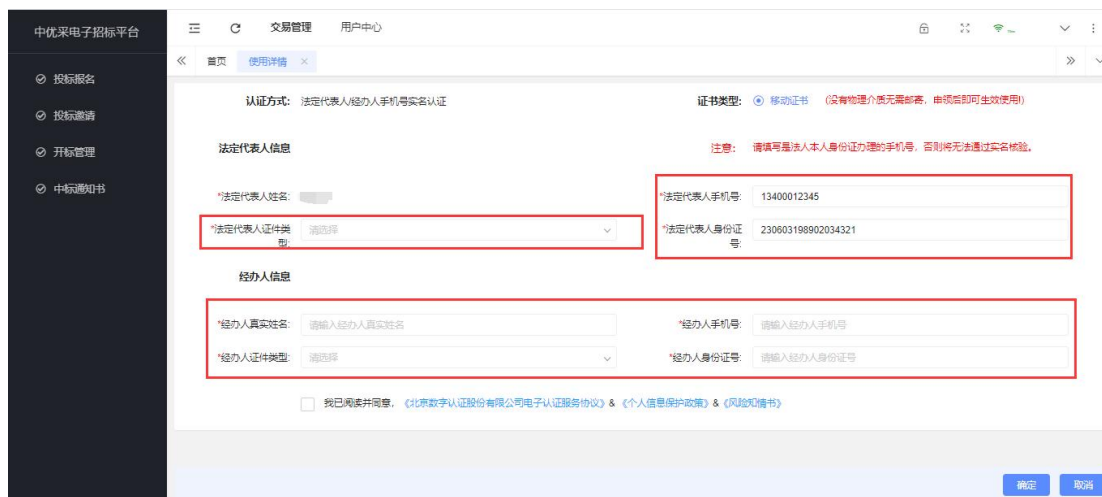 中优采电子招标平台
交易管理 用户中心
首页 使用详情 ×
投标报名
投标邀请
开标管理
中标通知书
认证方式: 法定代表人/经办人手机号实名认证
证书类型: 移动证书 (没有物理介质无需邮寄，申领后即可生效使用!)
法定代表人信息
注意: 请填写是法人本人身份证办理的手机号，否则将无法通过实名核验。
*法定代表人姓名:
*法定代表人手机号: 13400012345
*法定代表人证件类型: 请选择
*法定代表人身份证号: 230603198902034321
经办人信息
*经办人真实姓名: 请输入经办人真实姓名
*经办人手机号: 请输入经办人手机号
*经办人证件类型: 请选择
*经办人身份证号: 请输入经办人身份证号
我已阅读并同意，《北京数字认证股份有限公司电子认证服务协议》&《个人信息保护政策》&《风险知情书》
确定 取消